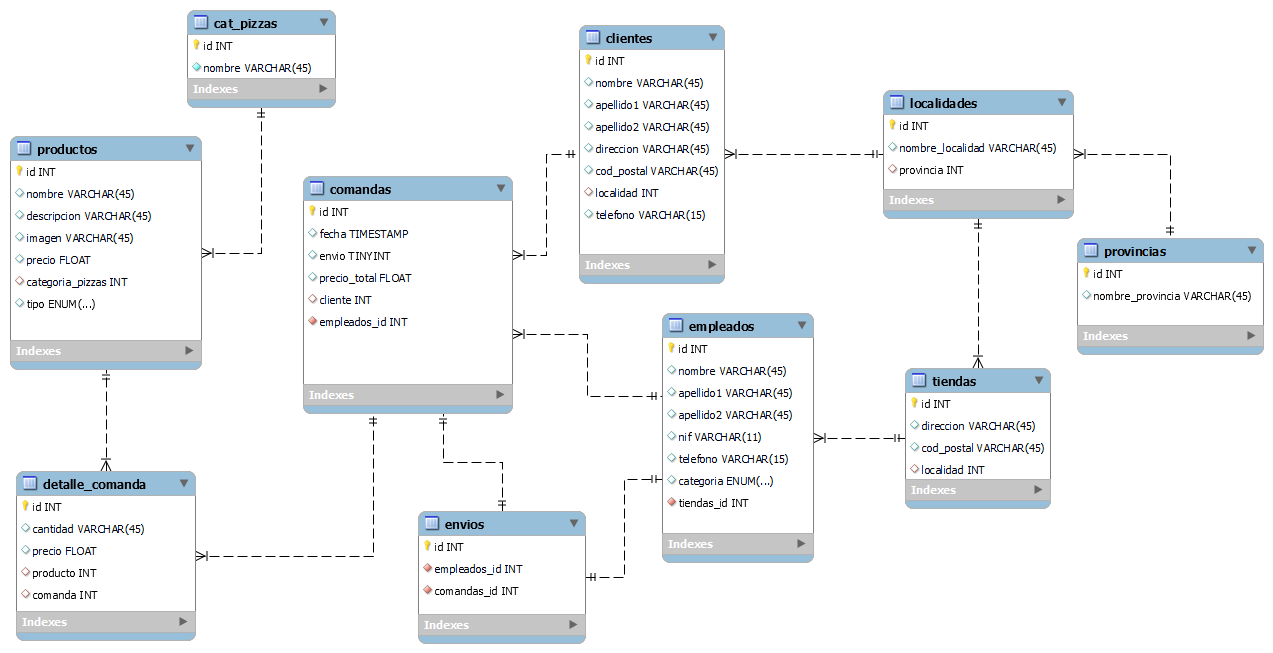 cat_pizzas
id INT
nombre VARCHAR(45)
Indexes
productos
id INT
nombre VARCHAR(45)
descripcion VARCHAR(45)
imagen VARCHAR(45)
precio FLOAT
categoria_pizzas INT
tipo ENUM(...)
Indexes
detalle_comanda
id INT
cantidad VARCHAR(45)
precio FLOAT
producto INT
comanda INT
Indexes
comandas
id INT
fecha TIMESTAMP
envio TINYINT
precio_total FLOAT
cliente INT
empleados_id INT
Indexes
envios
id INT
empleados_id INT
comandas_id INT
Indexes
clientes
id INT
nombre VARCHAR(45)
apellido1 VARCHAR(45)
apellido2 VARCHAR(45)
direccion VARCHAR(45)
cod_postal VARCHAR(45)
localidad INT
telefono VARCHAR(15)
Indexes
empleados
id INT
nombre VARCHAR(45)
apellido1 VARCHAR(45)
apellido2 VARCHAR(45)
nif VARCHAR(11)
telefono VARCHAR(15)
categoria ENUM(...)
tiendas_id INT
Indexes
localidades
id INT
nombre_localidad VARCHAR(45)
provincia INT
Indexes
tiendas
id INT
direccion VARCHAR(45)
cod_postal VARCHAR(45)
localidad INT
Indexes
provincias
id INT
nombre_provincia VARCHAR(45)
Indexes